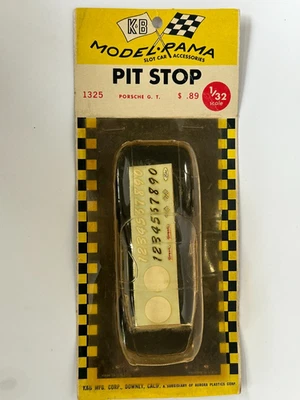 K&B
MODEL-RAMA
SLOT CAR ACCESSORIES
PIT STOP
1325 PORSCHE G. T. $ .89 1/32 scale
1234567890
1234567890
K&B MFG. CORP., DOWNEY, CALIF. A SUBSIDIARY OF AURORA PLASTICS CORP.